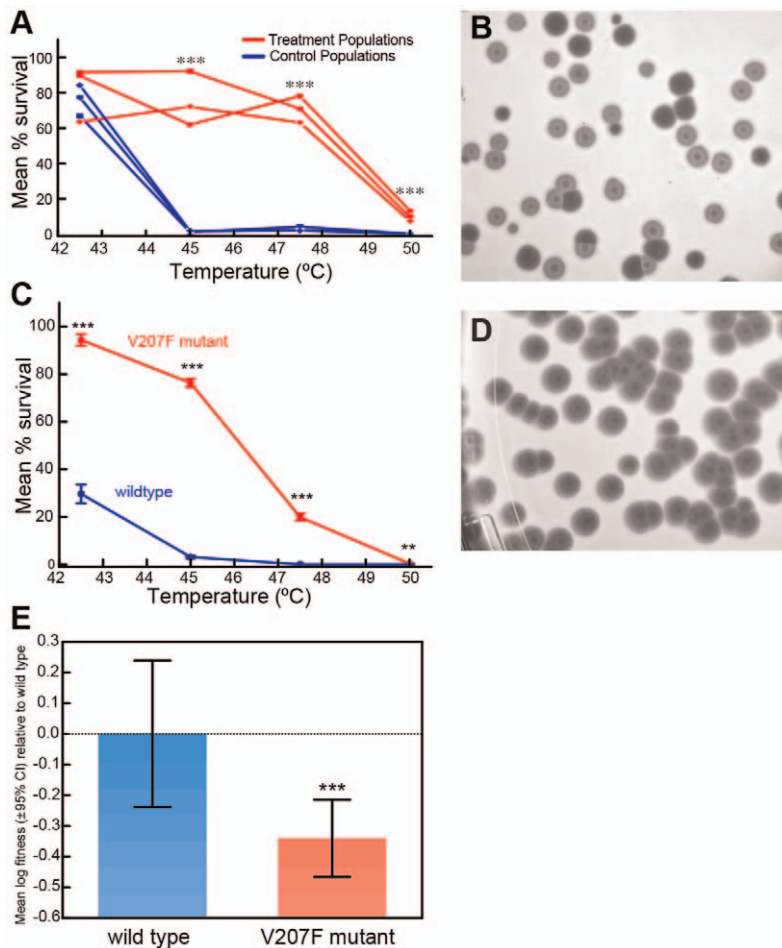 A
Treatment Populations
Control Populations
100
80
60
40
20
0
Mean % survival
***
***
***
42 43 44 45 46 47 48 49 50
Temperature (ºC)
B
C
100
80
60
40
20
0
Mean % survival
***
V207F mutant
***
wildtype
***
**
42 43 44 45 46 47 48 49 50
Temperature (ºC)
D
E
0.3
0.2
0.1
0.0
-0.1
-0.2
-0.3
-0.4
-0.5
-0.6
Mean log fitness (±95% CI) relative to wild type
***
wild type V207F mutant